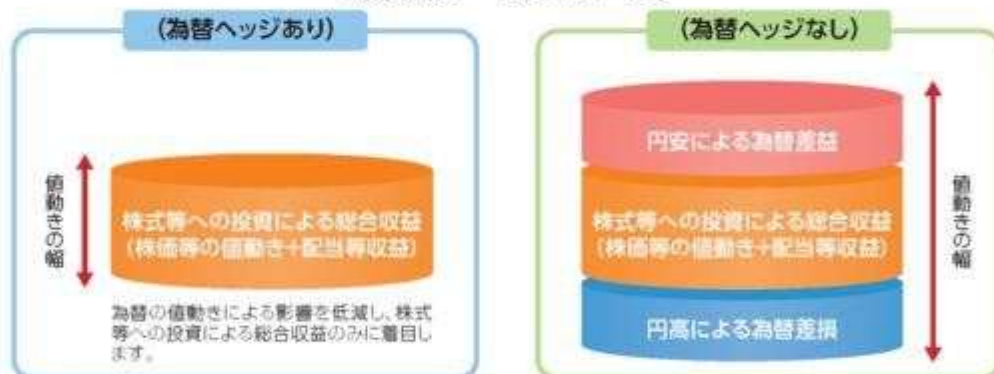 (為替ヘッジあり)
値動きの幅
株式等への投資による総合収益
(株価等の値動き+配当等収益)
為替の値動きによる影響を低減し、株式
等への投資による総合収益のみに着目し
ます。
(為替ヘッジなし)
円安による為替差益
株式等への投資による総合収益
(株価等の値動き+配当等収益)
円高による為替差損
値動きの幅